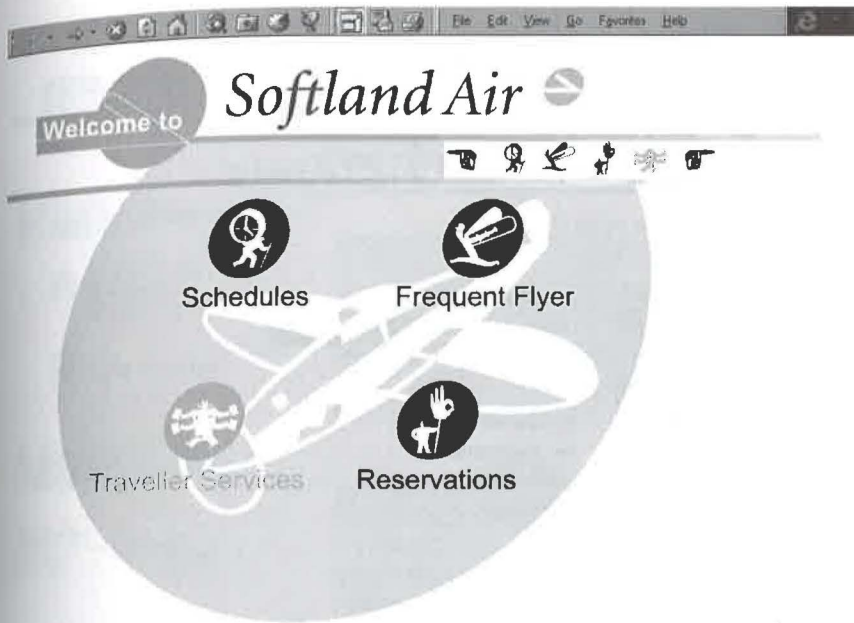 File Edit View Go Favorites Help
Welcome to
Softland Air
Schedules Frequent Flyer
Traveller Services Reservations